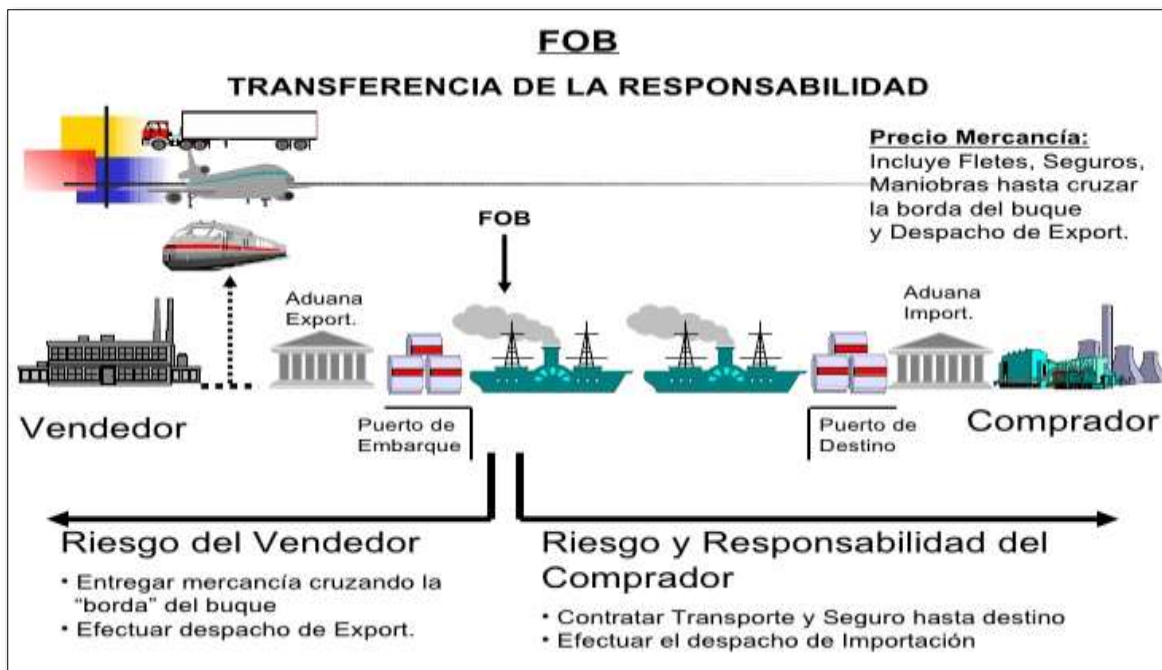 FOB
TRANSFERENCIA DE LA RESPONSABILIDAD
Precio Mercancía:
Incluye Fletes, Seguros,
Maniobras hasta cruzar
la borda del buque
y Despacho de Export.
FOB
Aduana
Export.
Aduana
Import.
Vendedor
Puerto de
Embarque
Puerto de
Destino
Comprador
Riesgo del Vendedor
• Entregar mercancía cruzando la
"borda" del buque
• Efectuar despacho de Export.
Riesgo y Responsabilidad del
Comprador
• Contratar Transporte y Seguro hasta destino
• Efectuar el despacho de Importación